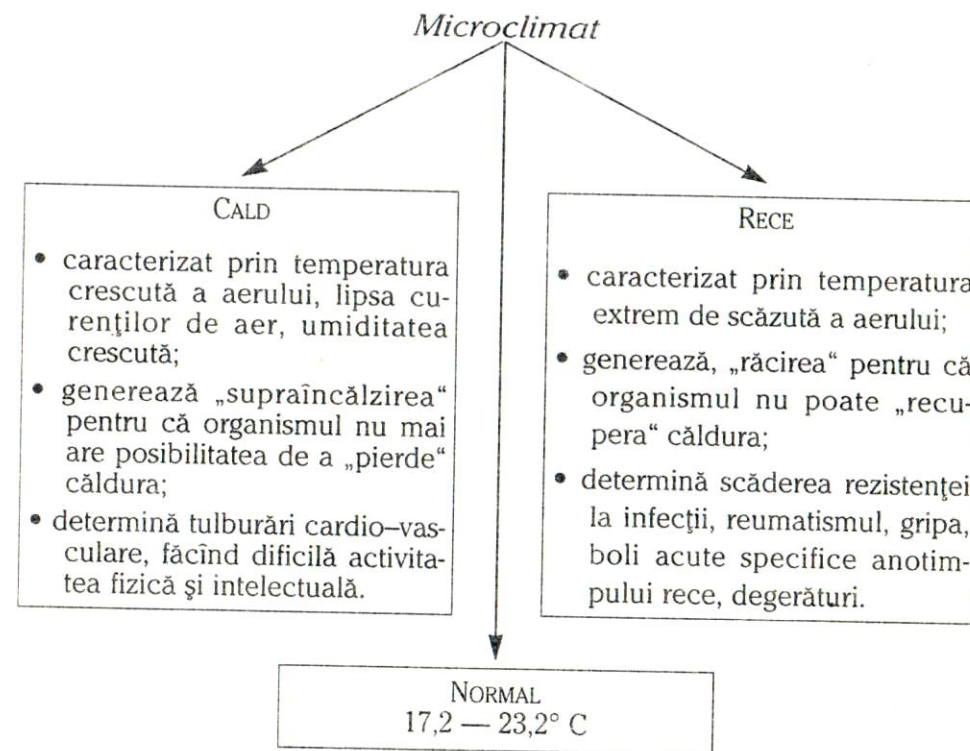 Microclimat
CALD
• caracterizat prin temperatura
crescută a aerului, lipsa cu-
renţilor de aer, umiditatea
crescută;
• generează „supraîncălzirea“
pentru că organismul nu mai
are posibilitatea de a „pierde“
căldura;
• determină tulburări cardio–vas-
culare, făcînd dificilă activita-
tea fizică şi intelectuală.
RECE
• caracterizat prin temperatura
extrem de scăzută a aerului;
• generează, „răcirea“ pentru că
organismul nu poate „recu-
pera“ căldura;
• determină scăderea rezistenţei
la infecţii, reumatismul, gripa,
boli acute specifice anotim-
pului rece, degerături.
NORMAL
17,2 — 23,2° C